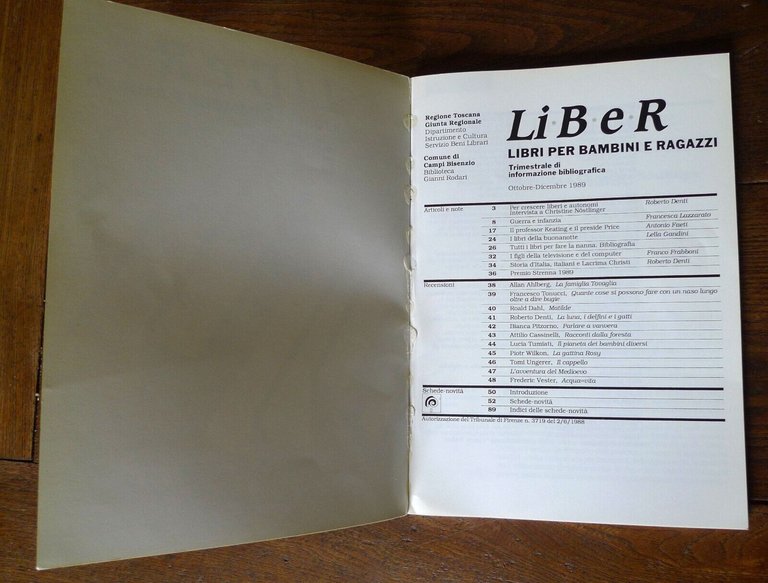 Regione Toscana
Giunta Regionale
Dipartimento
Istruzione e Cultura
Servizio Beni Librari
Comune di
Campi Bisenzio
Biblioteca
Gianni Rodari
Li·B·e·R
LIBRI PER BAMBINI E RAGAZZI
Trimestrale di
informazione bibliografica
Ottobre-Dicembre 1989
Articoli e note 3 Per crescere liberi e autonomi Roberto Denti
Intervista a Christine Nöstlinger
8 Guerra e infanzia Francesca Lazzarato
17 Il professor Keating e il preside Price Antonio Faeti
24 I libri della buonanotte Lella Gandini
26 Tutti i libri per fare la nanna. Bibliografia
32 I figli della televisione e del computer Franco Frabboni
34 Storia d'Italia, italiani e Lacrima Christi Roberto Denti
36 Premio Strenna 1989
Recensioni 38 Allan Ahlberg, La famiglia Tovaglia
39 Francesco Tonucci, Quante cose si possono fare con un naso lungo
oltre a dire bugie
40 Roald Dahl, Matilde
41 Roberto Denti, La luna, i delfini e i gatti
42 Bianca Pitzorno, Parlare a vanvera
43 Attilio Cassinelli, Racconti dalla foresta
44 Lucia Tumiati, Il pianeta dei bambini diversi
45 Piotr Wilkon, La gattina Rosy
46 Tomi Ungerer, Il cappello
47 L'avventura del Medioevo
48 Frederic Vester, Acqua=vita
Schede-novità 50 Introduzione
52 Schede-novità
89 Indici delle schede-novità
Autorizzazione del Tribunale di Firenze n. 3719 del 2/8/1988